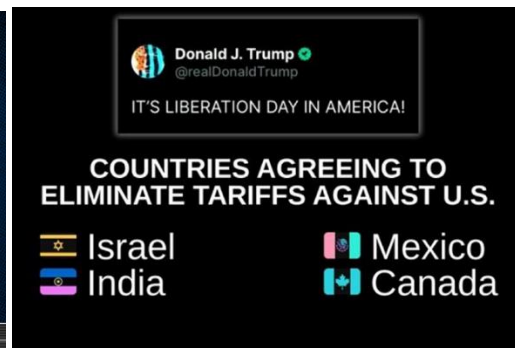 Donald J. Trump
@realDonaldTrump
IT'S LIBERATION DAY IN AMERICA!
COUNTRIES AGREEING TO
ELIMINATE TARIFFS AGAINST U.S.
Israel
Mexico
India
Canada